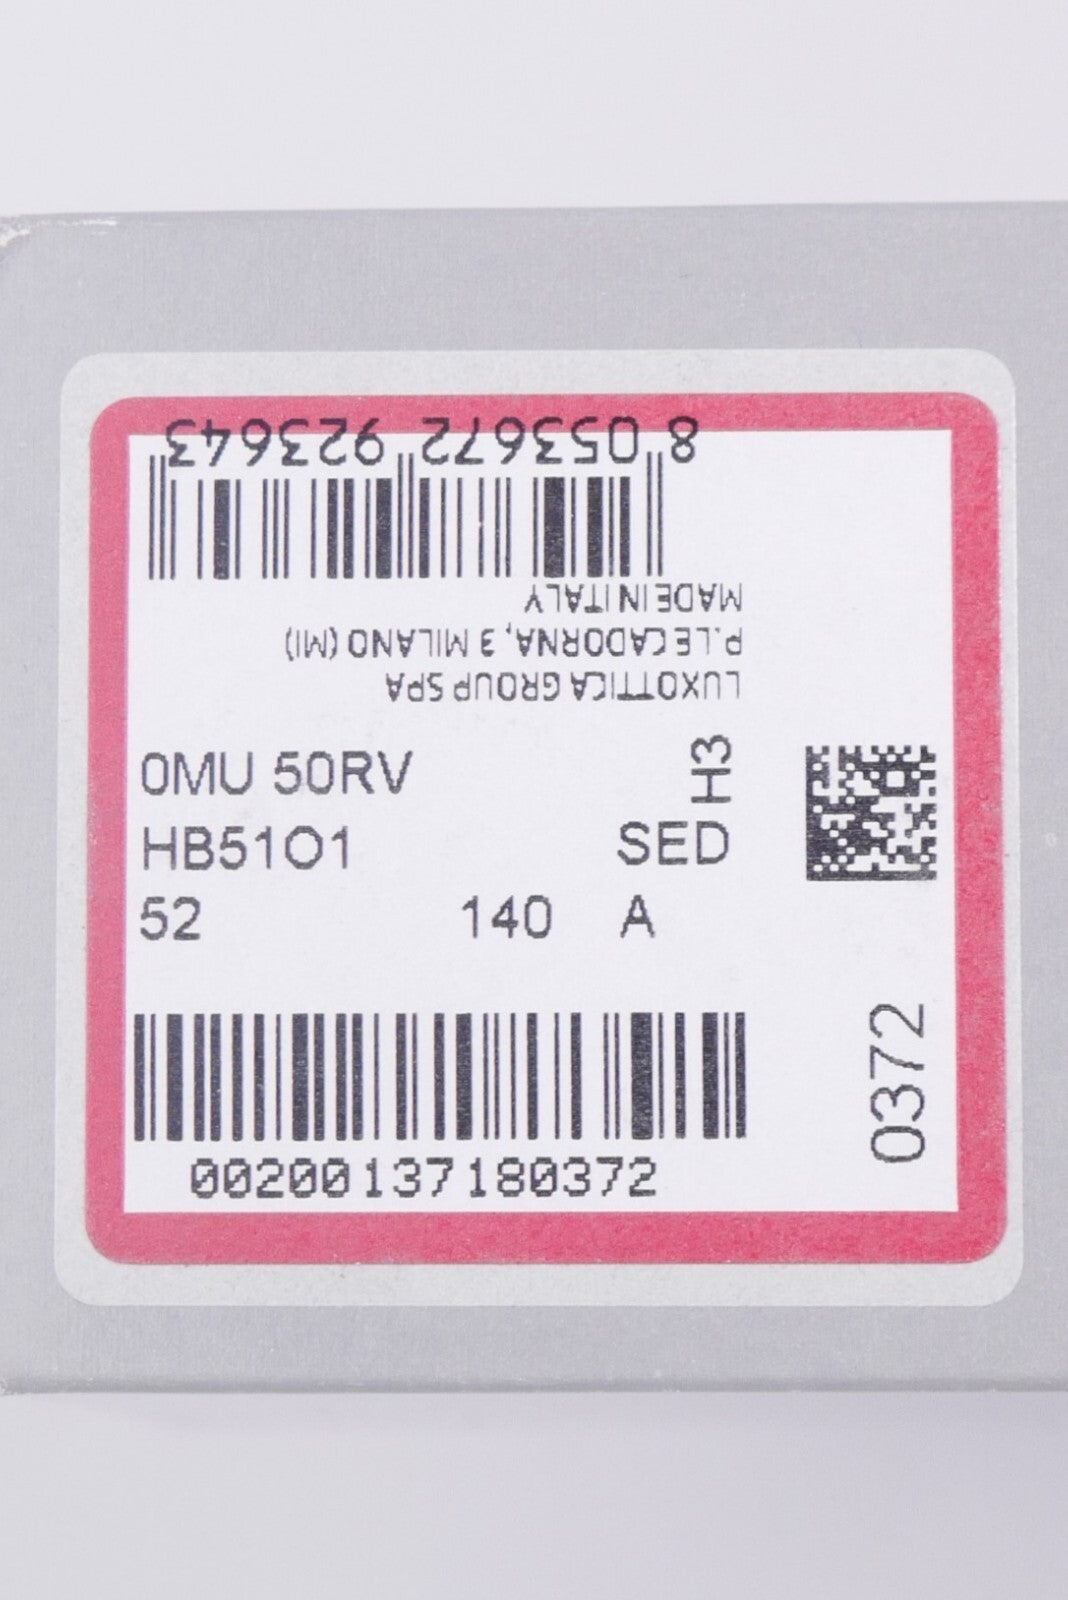 8 053672 923643
MADE IN ITALY
P.LE CADORNA, 3 MILANO (MI)
LUXOTTICA GROUP SPA
0MU 50RV
H3
HB51O1 SED
52 140 A
0372
00200137180372